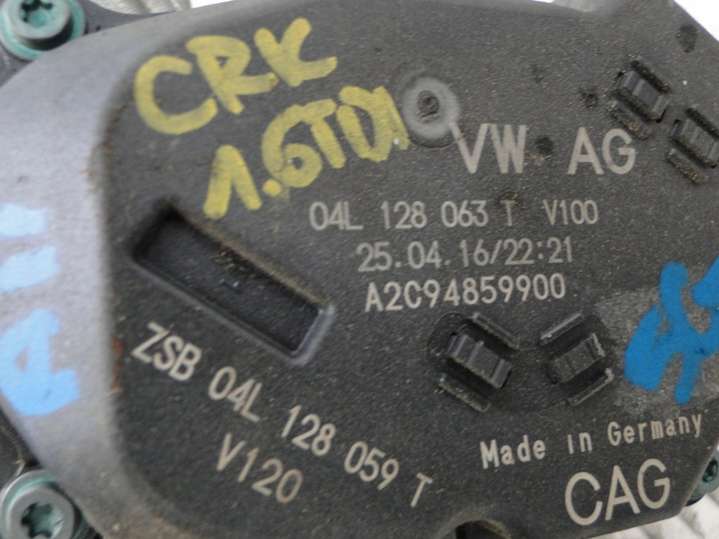 CRK
1.6TDI
VW AG
04L 128 063 T V100
25.04.16/22:21
A2C94859900
ZSB 04L 128 059 T
V120
Made in Germany
CAG